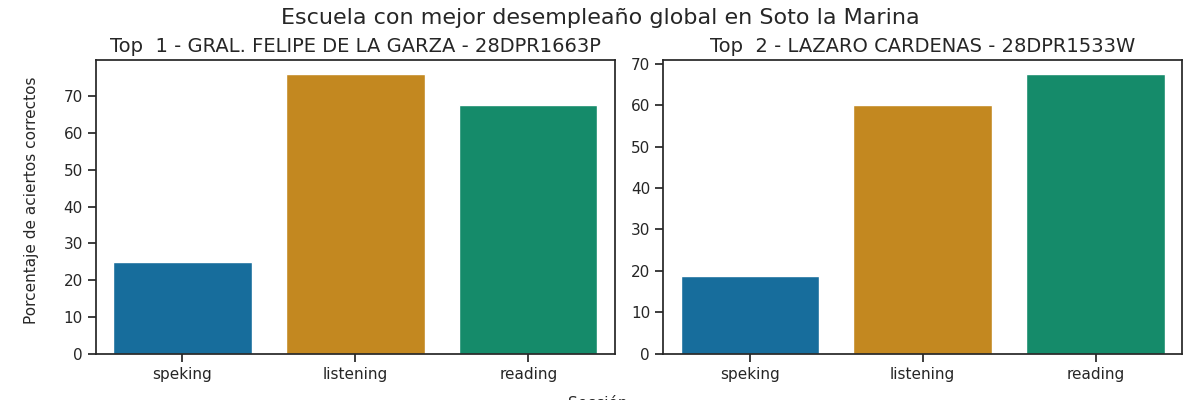 Escuela con mejor desempleaño global en Soto la Marina
Top  1 - GRAL. FELIPE DE LA GARZA - 28DPR1663P
Top  2 - LAZARO CARDENAS - 28DPR1533W
Porcentaje de aciertos correctos
70
60
50
40
30
20
10
0
speking
listening
reading
70
60
50
40
30
20
10
0
speking
listening
reading
Sección